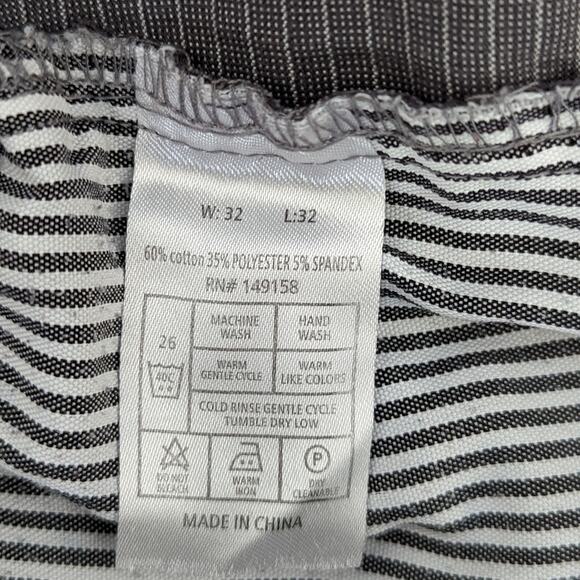 W: 32 L:32
60% cotton 35% POLYESTER 5% SPANDEX
RN# 149158
26
40C
MACHINE
WASH
HAND
WASH
WARM
GENTLE CYCLE
WARM
LIKE COLORS
COLD RINSE GENTLE CYCLE
TUMBLE DRY LOW
DO NOT
BLEACH
WARM
IRON
P
DRY
CLEANABLE
MADE IN CHINA